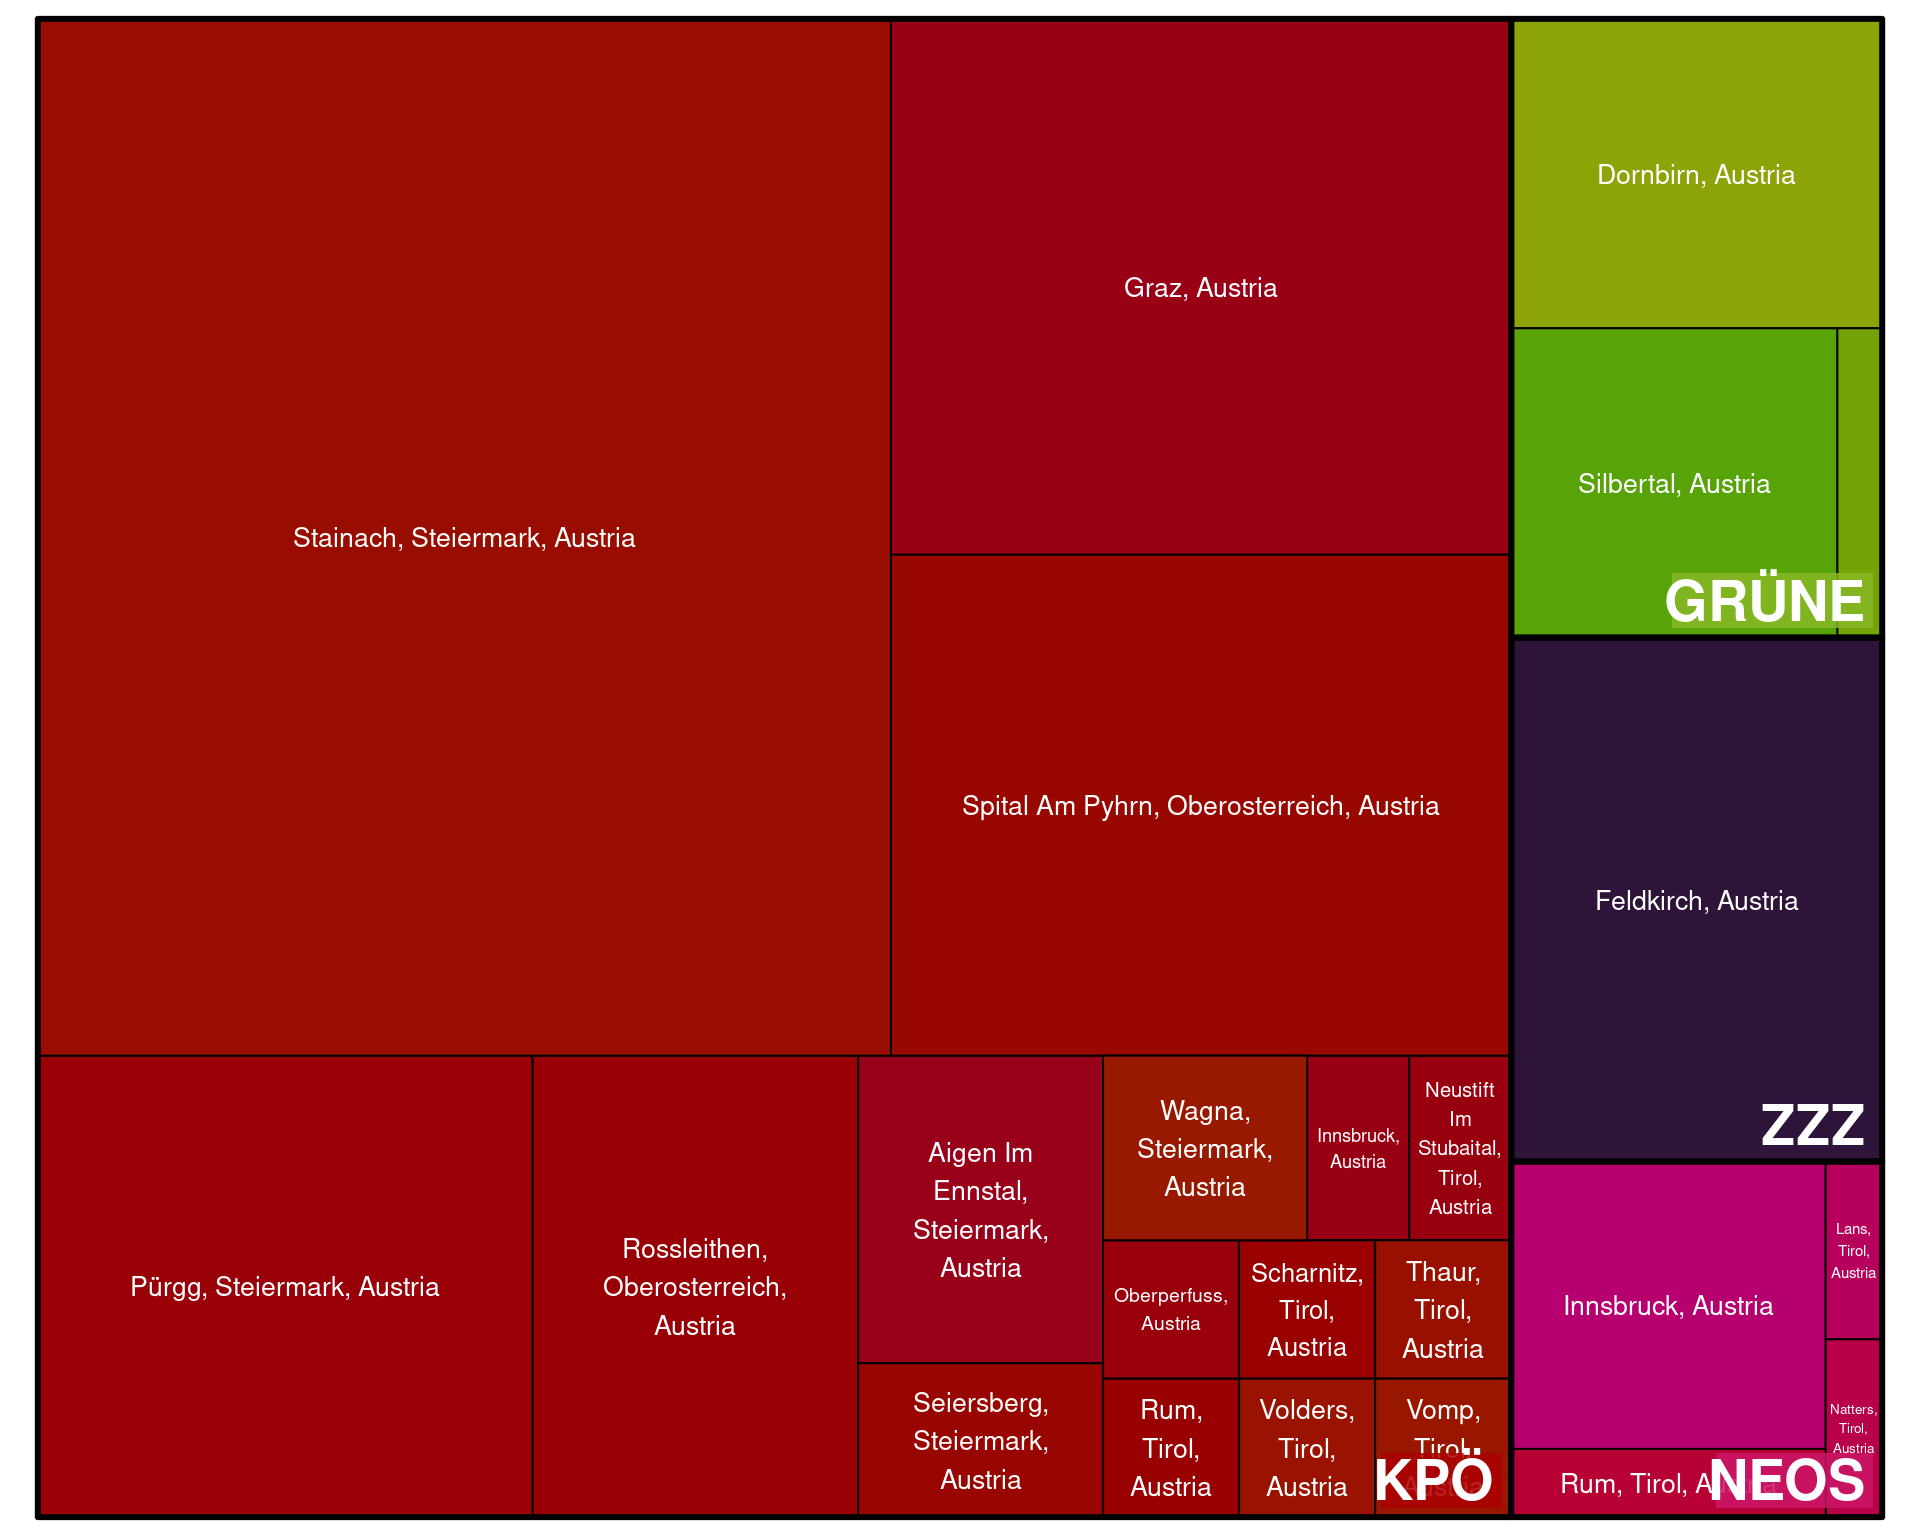 Stainach, Steiermark, Austria
Graz, Austria
Spital Am Pyhrn, Oberosterreich, Austria
Pürgg, Steiermark, Austria
Rossleithen,
Oberosterreich,
Austria
Aigen Im
Ennstal,
Steiermark,
Austria
Seiersberg,
Steiermark,
Austria
Wagna,
Steiermark,
Austria
Innsbruck,
Austria
Neustift
Im
Stubaital,
Tirol,
Austria
Oberperfuss,
Austria
Scharnitz,
Tirol,
Austria
Thaur,
Tirol,
Austria
Rum,
Tirol,
Austria
Volders,
Tirol,
Austria
Vomp,
Tirol,
Austria
KPÖ
Dornbirn, Austria
Silbertal, Austria
GRÜNE
Feldkirch, Austria
ZZZ
Innsbruck, Austria
Lans,
Tirol,
Austria
Natters,
Tirol,
Austria
Rum, Tirol, Austria
NEOS